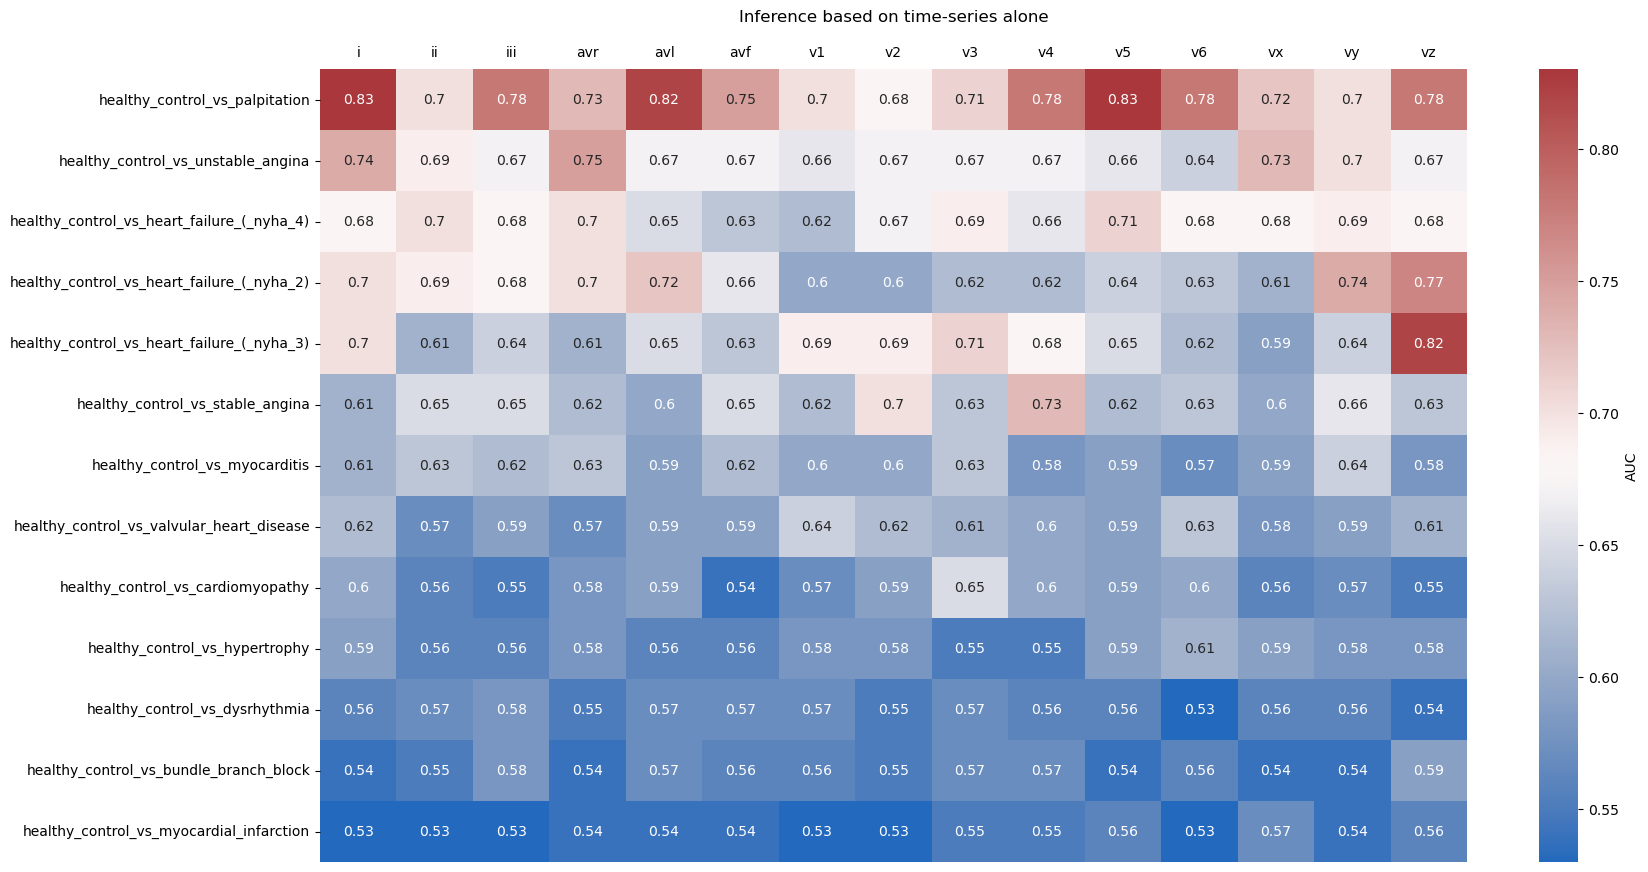 Inference based on time-series alone
i ii iii avr avl avf v1 v2 v3 v4 v5 v6 vx vy vz
healthy_control_vs_palpitation 0.83 0.7 0.78 0.73 0.82 0.75 0.7 0.68 0.71 0.78 0.83 0.78 0.72 0.7 0.78
healthy_control_vs_unstable_angina 0.74 0.69 0.67 0.75 0.67 0.67 0.66 0.67 0.67 0.67 0.66 0.64 0.73 0.7 0.67
healthy_control_vs_heart_failure_(_nyha_4) 0.68 0.7 0.68 0.7 0.65 0.63 0.62 0.67 0.69 0.66 0.71 0.68 0.68 0.69 0.68
healthy_control_vs_heart_failure_(_nyha_2) 0.7 0.69 0.68 0.7 0.72 0.66 0.6 0.6 0.62 0.62 0.64 0.63 0.61 0.74 0.77
healthy_control_vs_heart_failure_(_nyha_3) 0.7 0.61 0.64 0.61 0.65 0.63 0.69 0.69 0.71 0.68 0.65 0.62 0.59 0.64 0.82
healthy_control_vs_stable_angina 0.61 0.65 0.65 0.62 0.6 0.65 0.62 0.7 0.63 0.73 0.62 0.63 0.6 0.66 0.63
healthy_control_vs_myocarditis 0.61 0.63 0.62 0.63 0.59 0.62 0.6 0.6 0.63 0.58 0.59 0.57 0.59 0.64 0.58
healthy_control_vs_valvular_heart_disease 0.62 0.57 0.59 0.57 0.59 0.59 0.64 0.62 0.61 0.6 0.59 0.63 0.58 0.59 0.61
healthy_control_vs_cardiomyopathy 0.6 0.56 0.55 0.58 0.59 0.54 0.57 0.59 0.65 0.6 0.59 0.6 0.56 0.57 0.55
healthy_control_vs_hypertrophy 0.59 0.56 0.56 0.58 0.56 0.56 0.58 0.58 0.55 0.55 0.59 0.61 0.59 0.58 0.58
healthy_control_vs_dysrhythmia 0.56 0.57 0.58 0.55 0.57 0.57 0.57 0.55 0.57 0.56 0.56 0.53 0.56 0.56 0.54
healthy_control_vs_bundle_branch_block 0.54 0.55 0.58 0.54 0.57 0.56 0.56 0.55 0.57 0.57 0.54 0.56 0.54 0.54 0.59
healthy_control_vs_myocardial_infarction 0.53 0.53 0.53 0.54 0.54 0.54 0.53 0.53 0.55 0.55 0.56 0.53 0.57 0.54 0.56
0.80
0.75
0.70
0.65
0.60
0.55
AUC